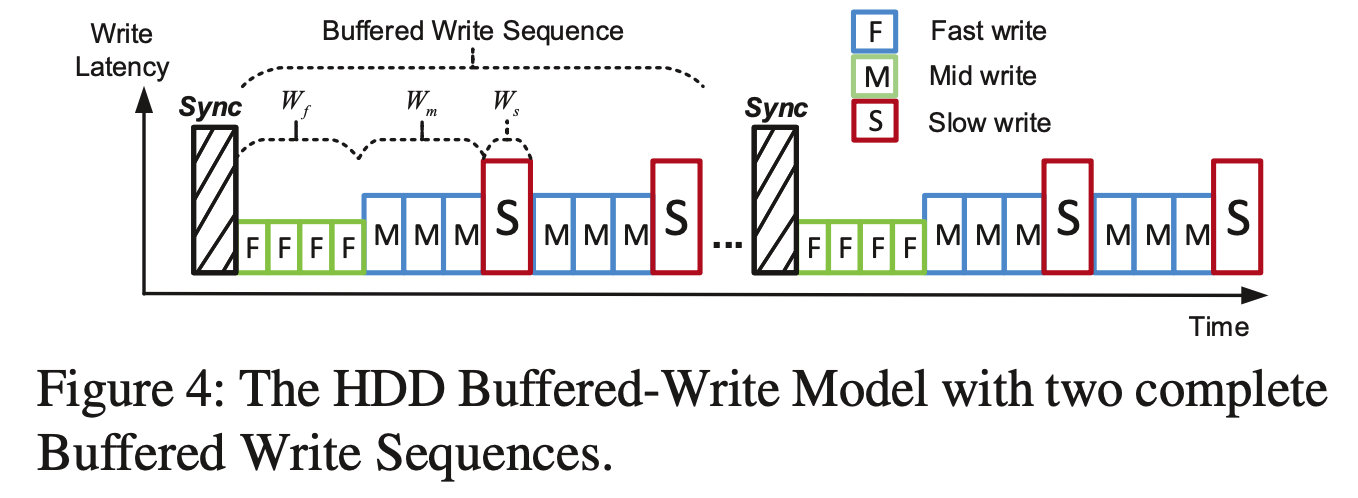 Write
Latency
Buffered Write Sequence
F Fast write
M Mid write
S Slow write
Sync W_f W_m W_s Sync
F F F F M M M S M M M S ... F F F F M M M S M M M S
Time
Figure 4: The HDD Buffered-Write Model with two complete
Buffered Write Sequences.